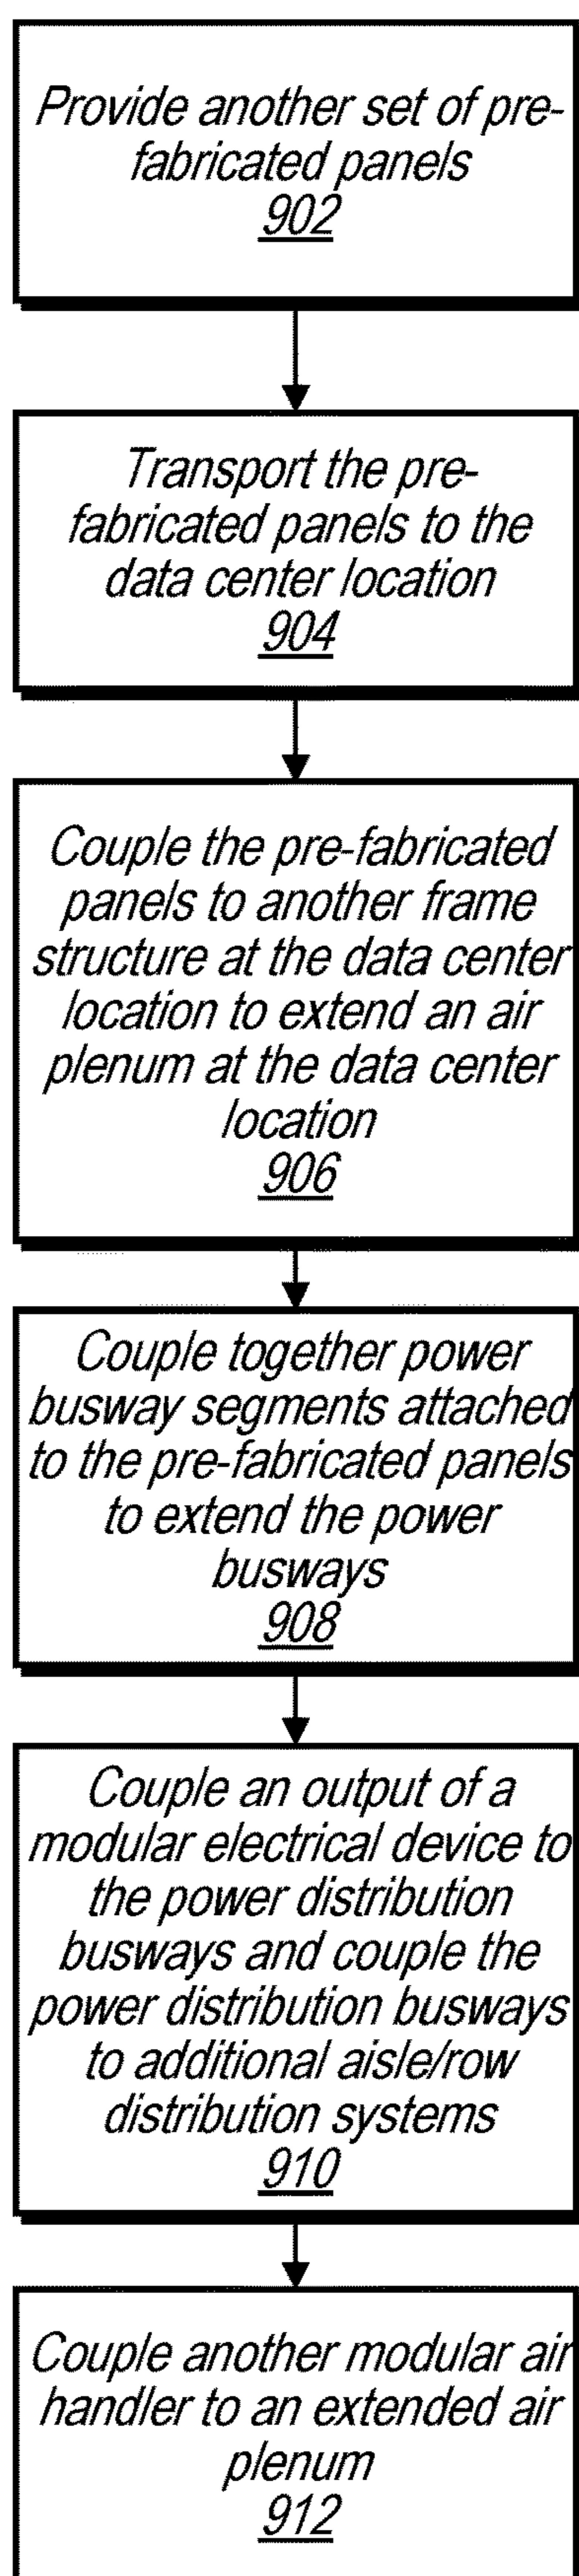 Provide another set of pre-
fabricated panels
902
Transport the pre-
fabricated panels to the
data center location
904
Couple the pre-fabricated
panels to another frame
structure at the data center
location to extend an air
plenum at the data center
location
906
Couple together power
busway segments attached
to the pre-fabricated panels
to extend the power
busways
908
Couple an output of a
modular electrical device to
the power distribution
busways and couple the
power distribution busways
to additional aisle/row
distribution systems
910
Couple another modular air
handler to an extended air
plenum
912